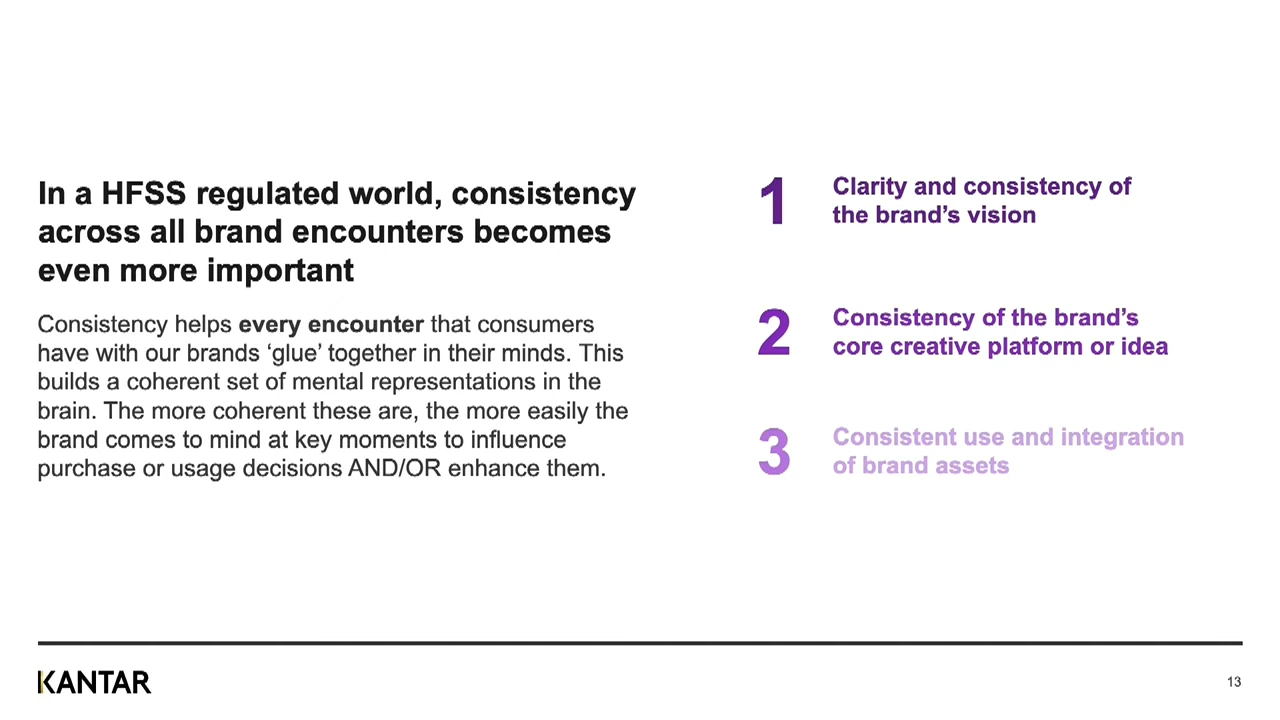 In a HFSS regulated world, consistency
across all brand encounters becomes
even more important
Consistency helps every encounter that consumers
have with our brands ‘glue’ together in their minds. This
builds a coherent set of mental representations in the
brain. The more coherent these are, the more easily the
brand comes to mind at key moments to influence
purchase or usage decisions AND/OR enhance them.
1
Clarity and consistency of
the brand’s vision
2
Consistency of the brand’s
core creative platform or idea
3
Consistent use and integration
of brand assets
KANTAR
13